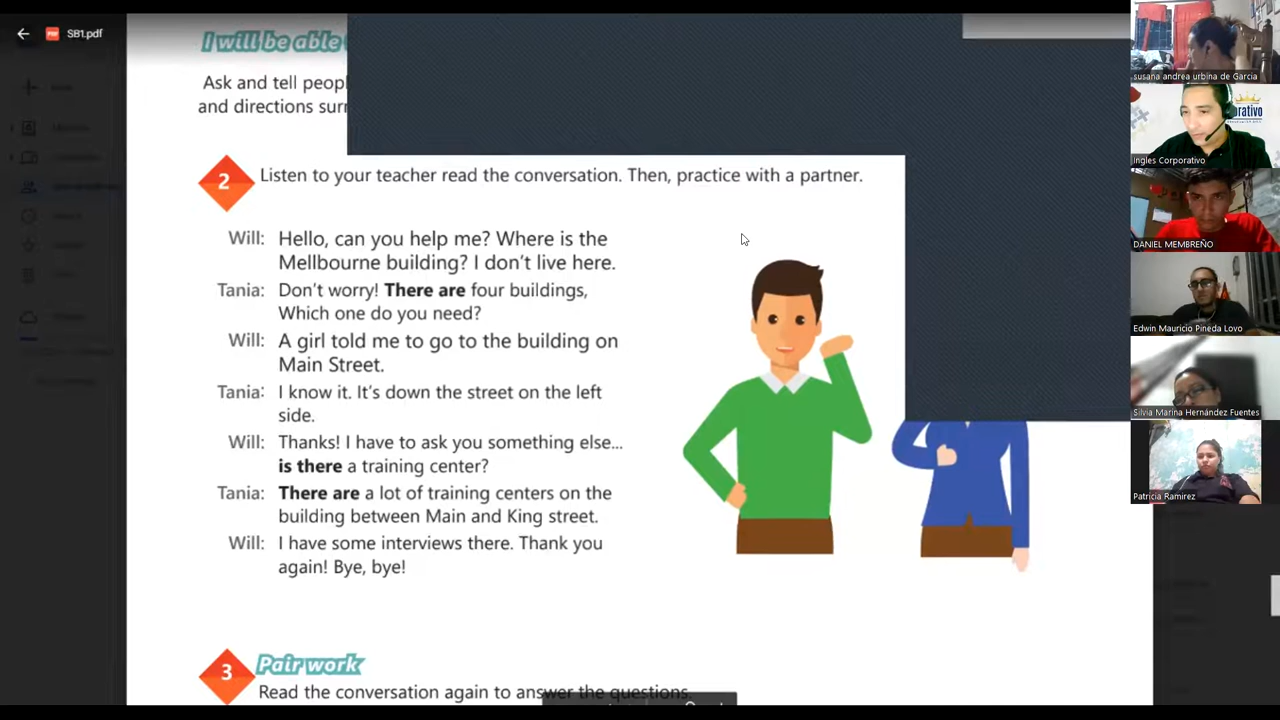 SB1.pdf
I will be able
Ask and tell peopl
and directions surr
2
Listen to your teacher read the conversation. Then, practice with a partner.
Will: Hello, can you help me? Where is the
Mellbourne building? I don't live here.
Tania: Don't worry! There are four buildings,
Which one do you need?
Will: A girl told me to go to the building on
Main Street.
Tania: I know it. It's down the street on the left
side.
Will: Thanks! I have to ask you something else...
is there a training center?
Tania: There are a lot of training centers on the
building between Main and King street.
Will: I have some interviews there. Thank you
again! Bye, bye!
3
Pair work
Read the conversation again to answer the questions.
susana andrea urbina de Garcia
orativo
Ingles Corporativo
DANIEL MEMBREÑO
Edwin Mauricio Pineda Lovo
Silvia Marina Hernández Fuentes
Patricia Ramirez